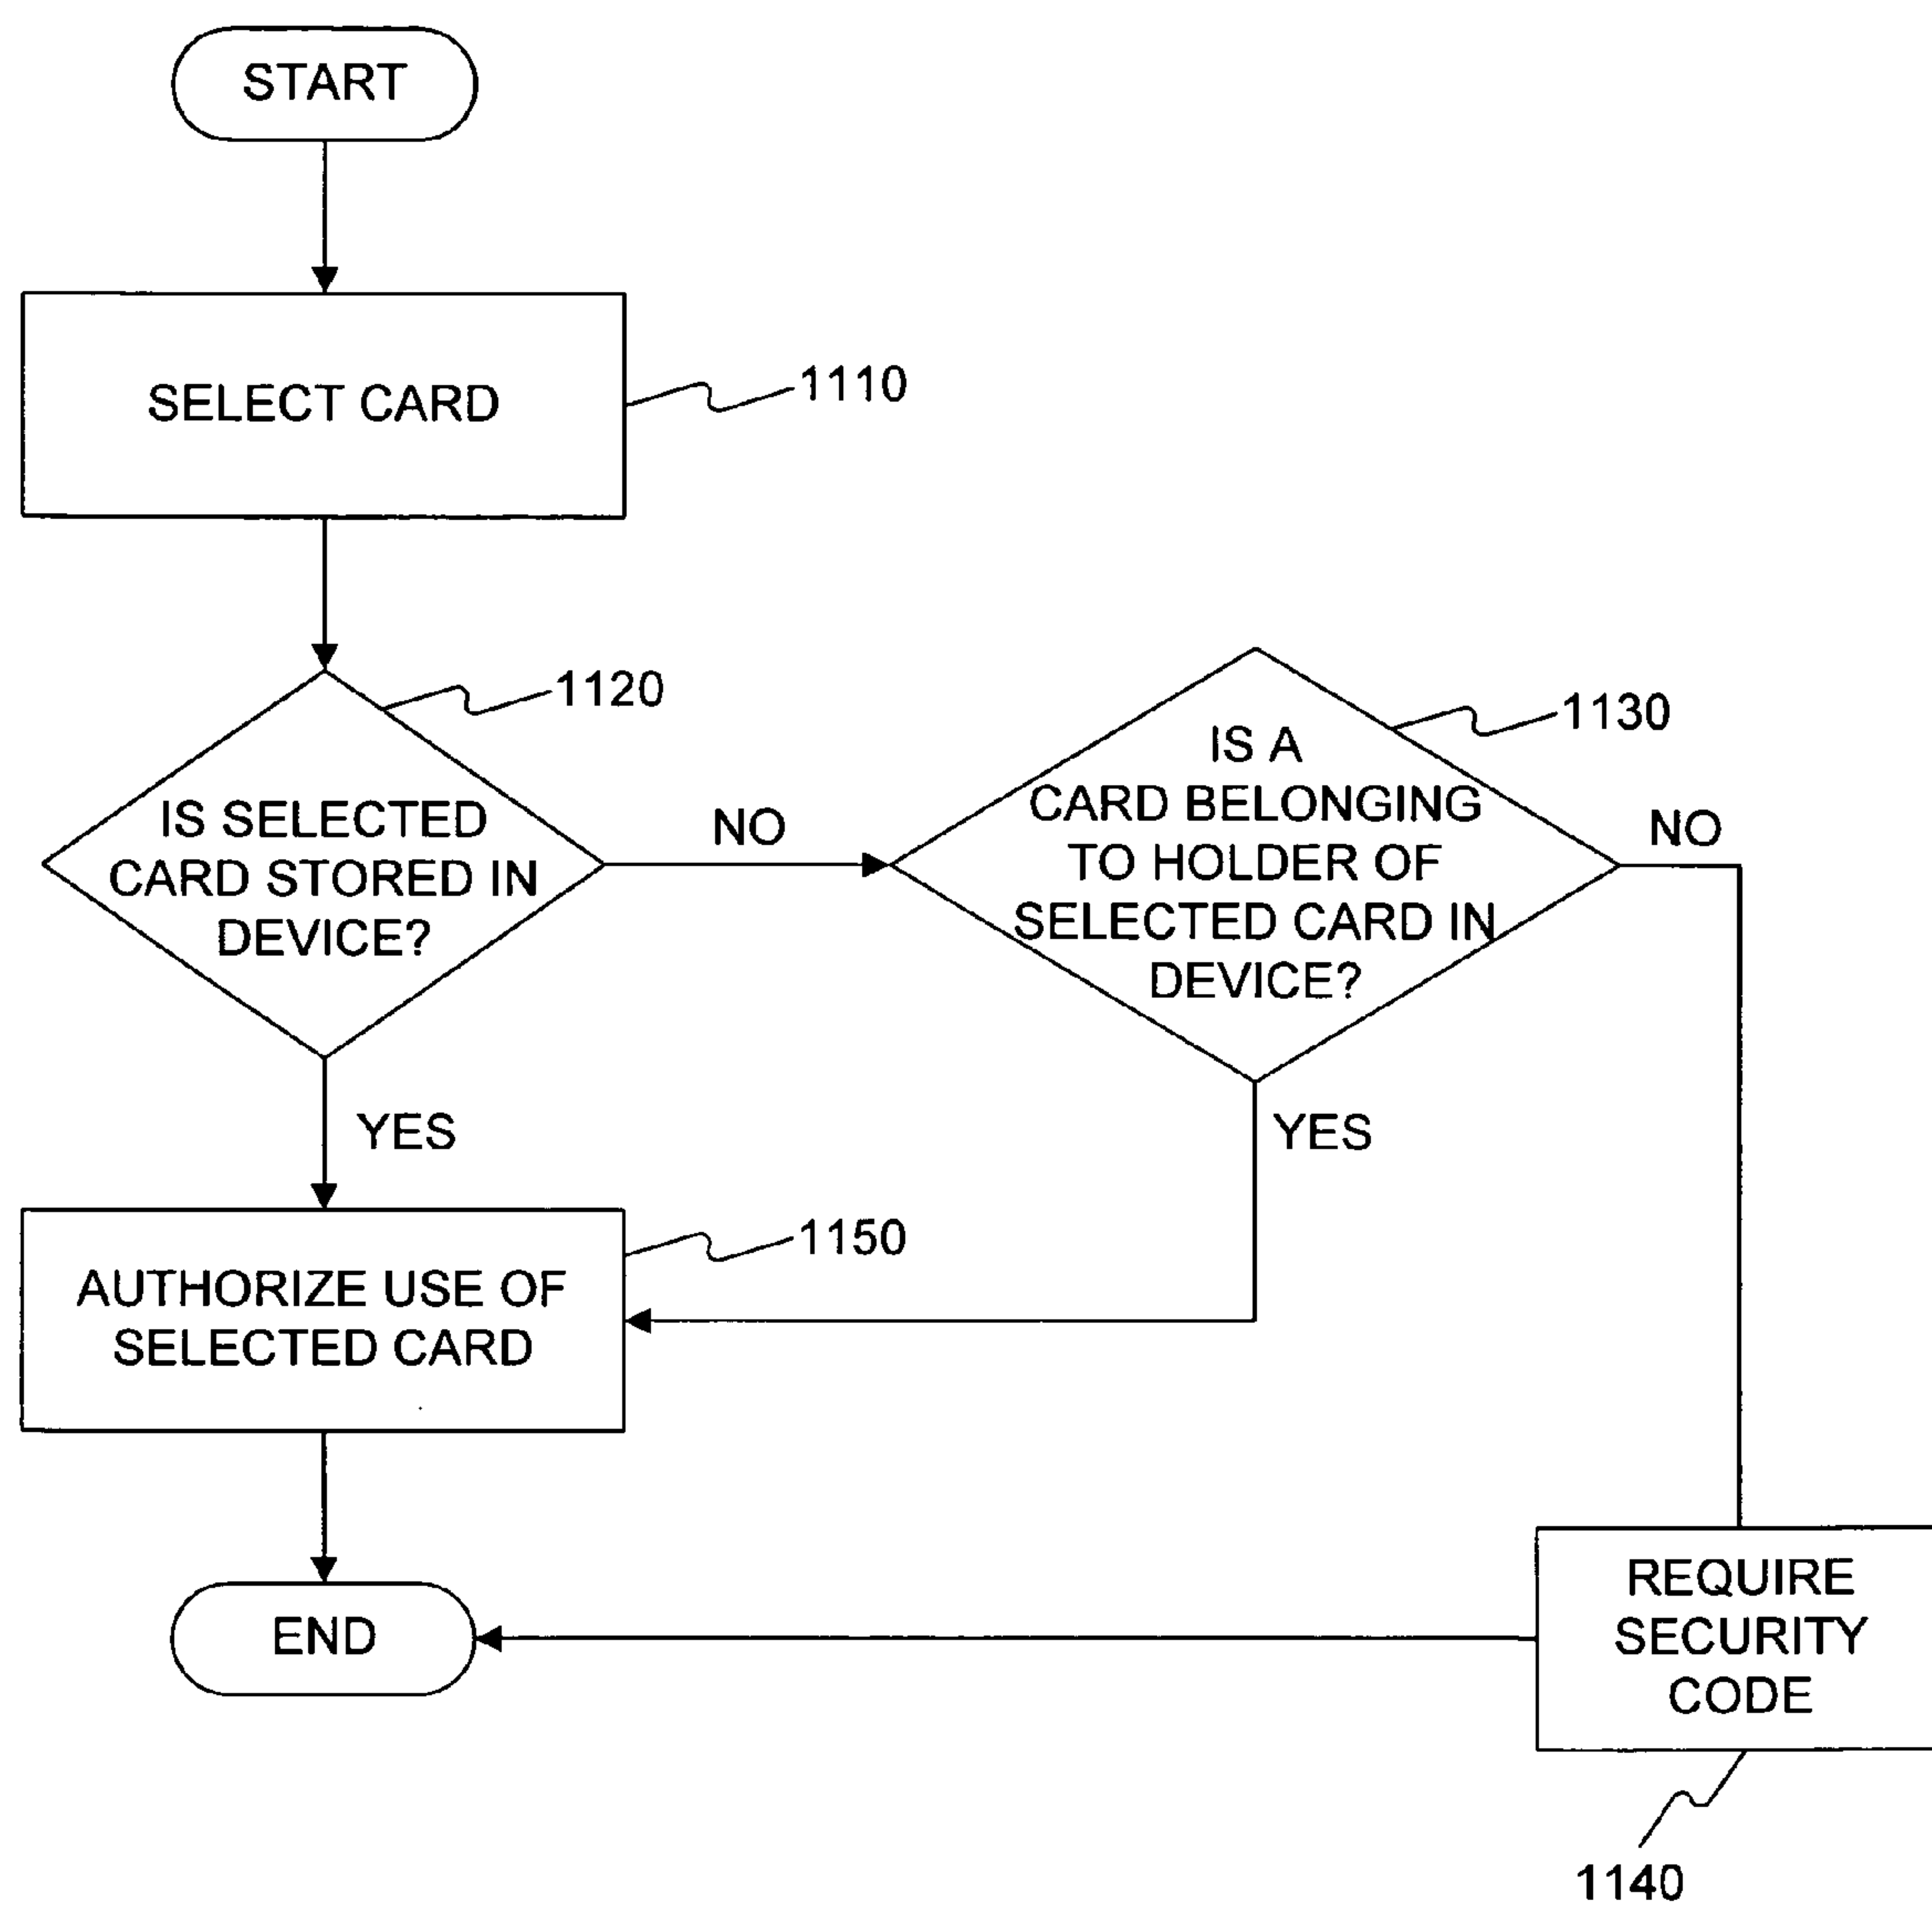 START
SELECT CARD
1110
1120
IS SELECTED
CARD STORED IN
DEVICE?
NO
1130
IS A
CARD BELONGING
TO HOLDER OF
SELECTED CARD IN
DEVICE?
NO
YES
YES
1150
AUTHORIZE USE OF
SELECTED CARD
END
REQUIRE
SECURITY
CODE
1140